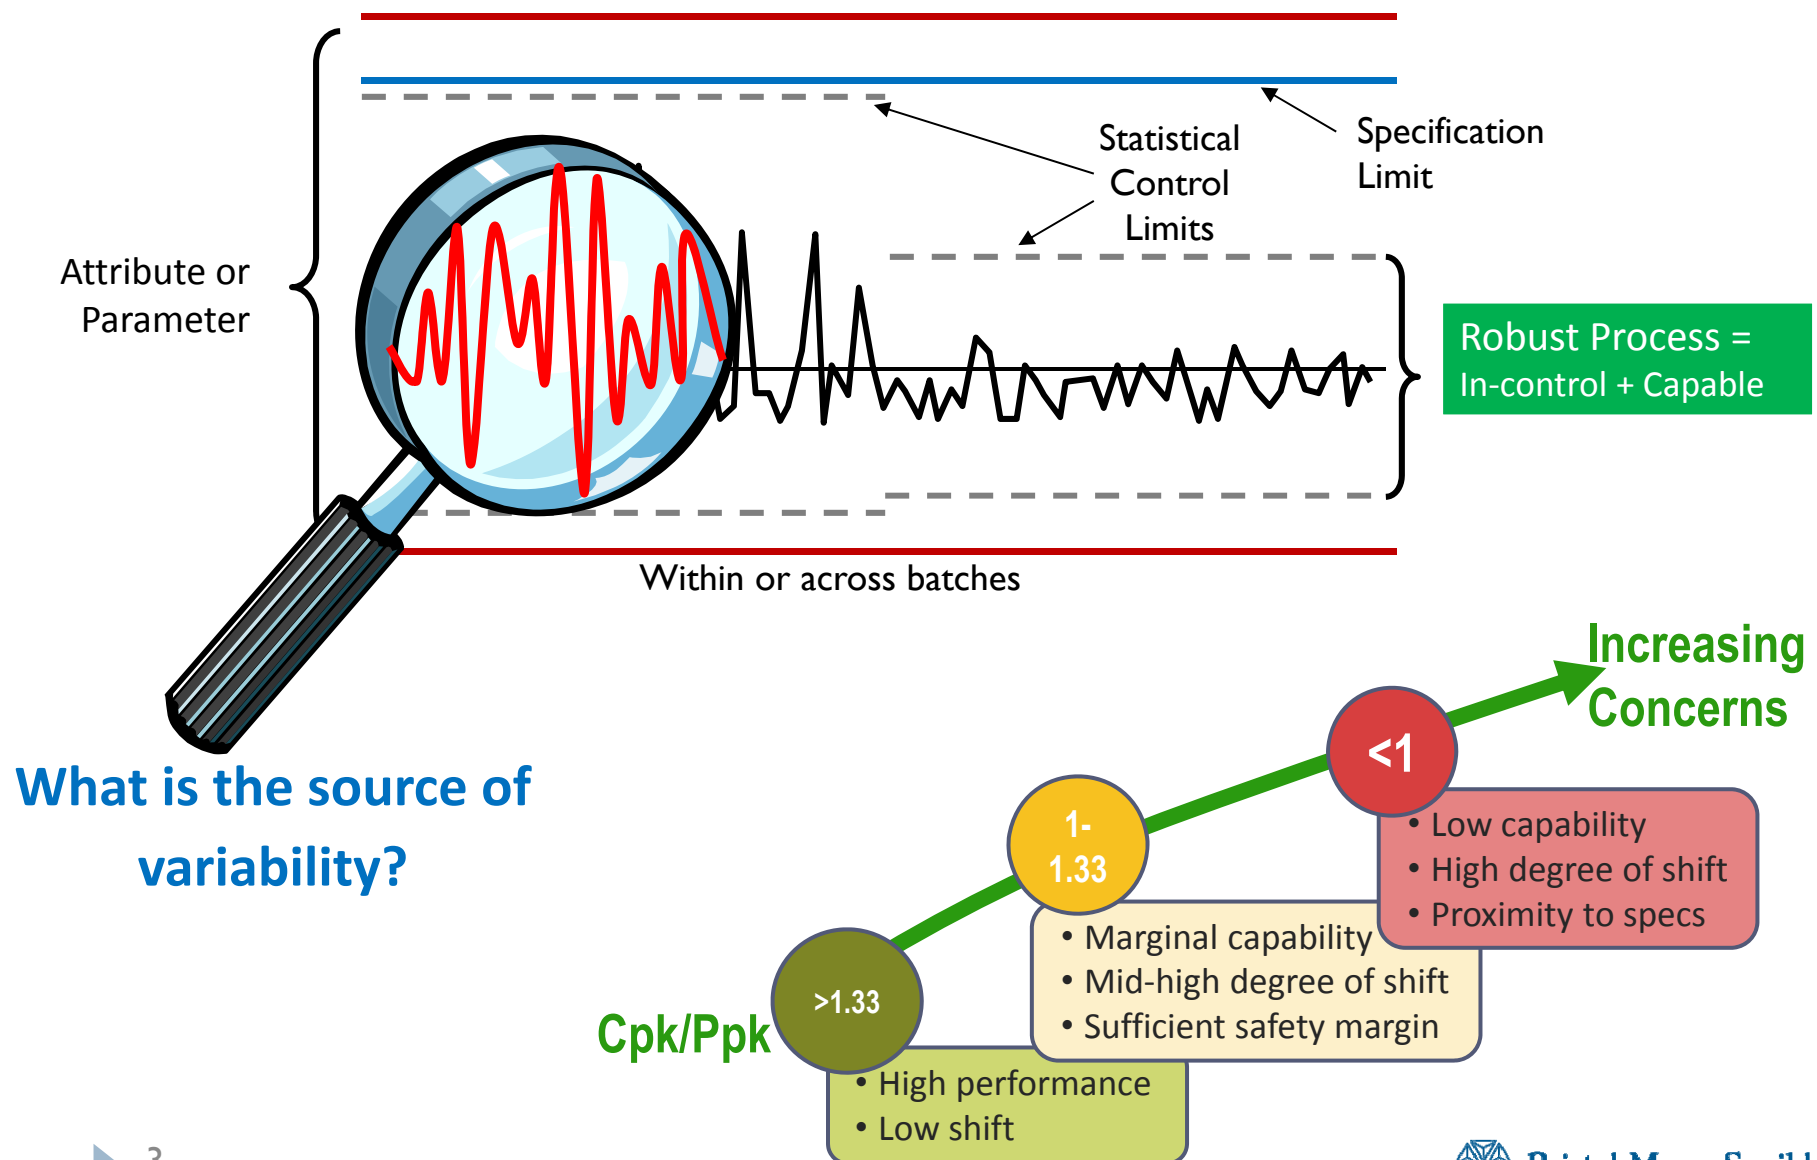 Statistical
Control
Limits
Specification
Limit
Attribute or
Parameter
Robust Process =
In-control + Capable
Within or across batches
What is the source of
variability?
Increasing
Concerns
<1
• Low capability
• High degree of shift
• Proximity to specs
1-
1.33
• Marginal capability
• Mid-high degree of shift
• Sufficient safety margin
Cpk/Ppk
>1.33
• High performance
• Low shift
3